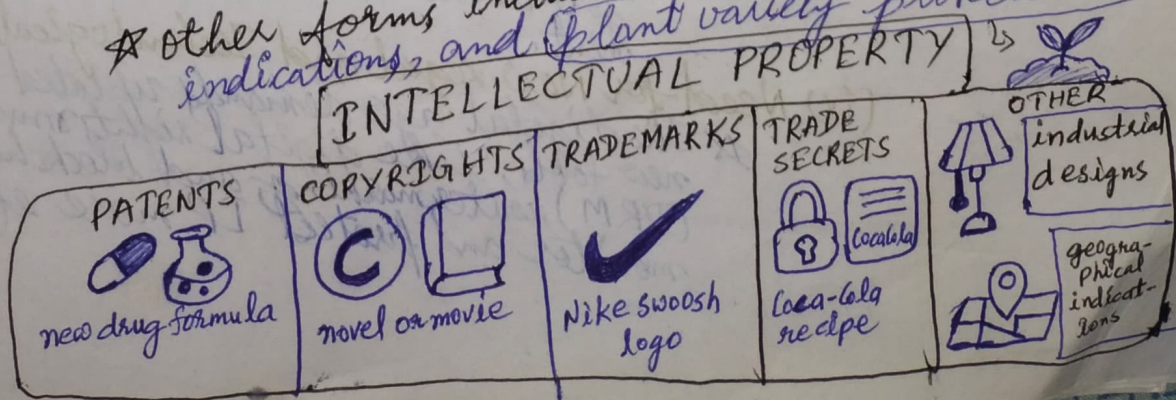 ☆ other forms
indications, and plant variety
INTELLECTUAL PROPERTY
PATENTS
new drug formula
COPYRIGHTS
C
novel or movie
TRADEMARKS
Nike swoosh
logo
TRADE
SECRETS
CocaCola
Coca-Cola
recipe
OTHER
industrial
designs
geogra-
phical
indicat-
ions